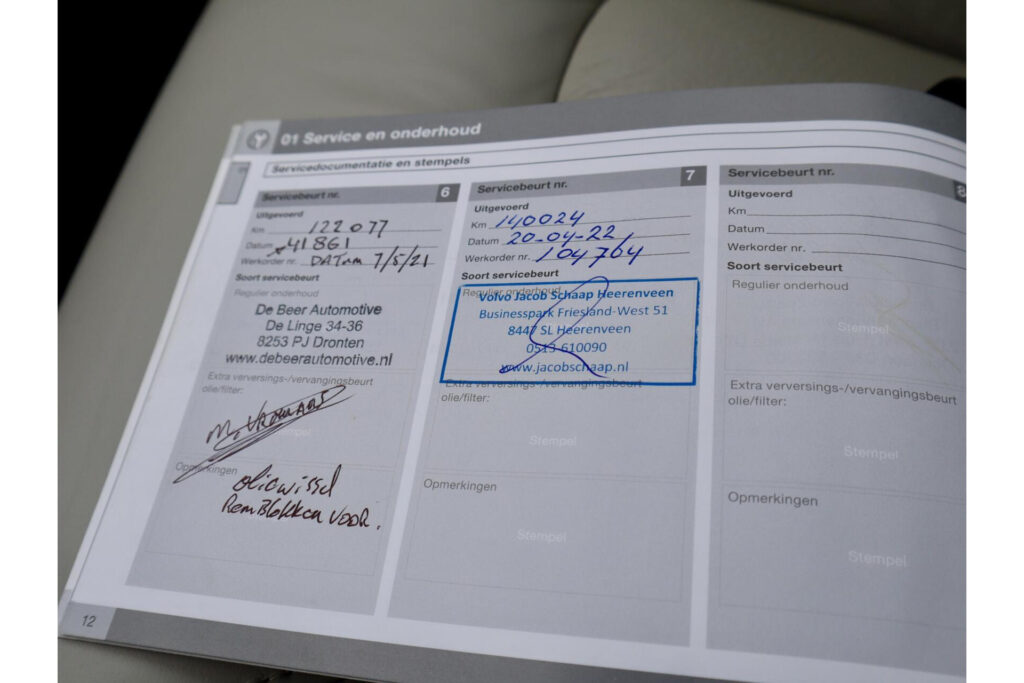 01 Service en onderhoud
Servicedocumentatie en stempels
Servicebeurt nr. 6
Uitgevoerd
Km 122077
Datum 41861
Werkorder nr. DATum 7/5/21
Soort servicebeurt
Regulier onderhoud
De Beer Automotive
De Linge 34-36
8253 PJ Dronten
www.debeerautomotive.nl
Extra verversings-/vervangingsbeurt
olie/filter:
Stempel
Opmerkingen
oliewissel
RemBlokken VOOR.
Servicebeurt nr. 7
Uitgevoerd
Km 140024
Datum 20-04-22
Werkorder nr. 104764
Soort servicebeurt
Regulier onderhoud
Volvo Jacob Schaap Heerenveen
Businesspark Friesland-West 51
8447 SL Heerenveen
0513-610090
www.jacobschaap.nl
Extra verversings-/vervangingsbeurt
olie/filter:
Stempel
Opmerkingen
Stempel
Servicebeurt nr. 8
Uitgevoerd
Km
Datum
Werkorder nr.
Soort servicebeurt
Regulier onderhoud
Stempel
Extra verversings-/vervangingsbeurt
olie/filter:
Stempel
Opmerkingen
Stempel
12